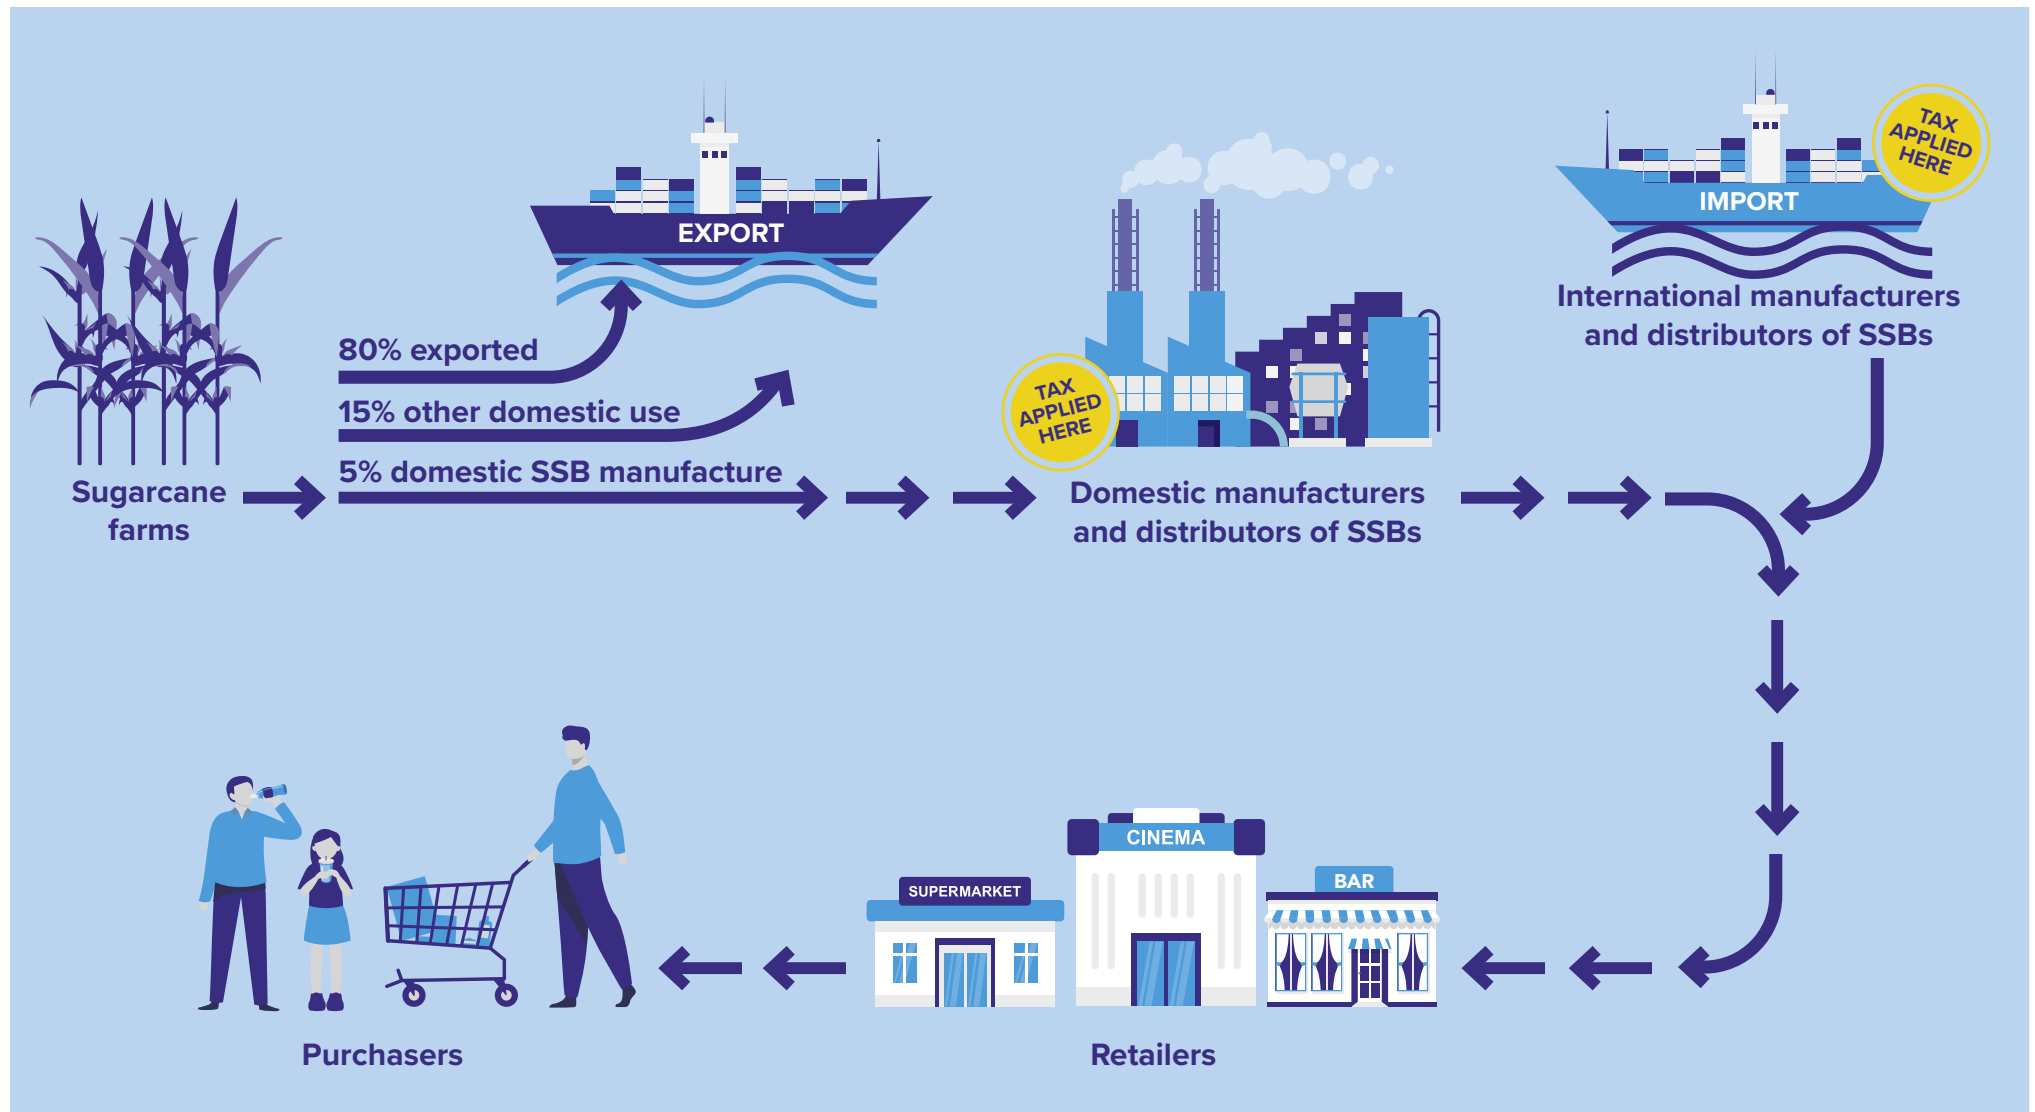 EXPORT
IMPORT
TAX
APPLIED
HERE
International manufacturers
and distributors of SSBs
80% exported
15% other domestic use
5% domestic SSB manufacture
TAX
APPLIED
HERE
Sugarcane
farms
Domestic manufacturers
and distributors of SSBs
CINEMA
SUPERMARKET
BAR
Purchasers
Retailers